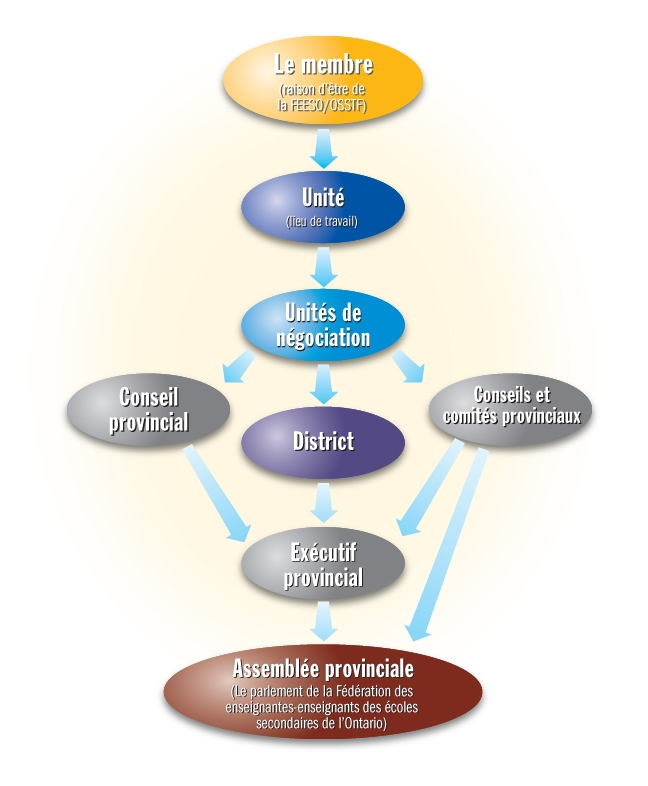 Le membre
(raison d'être de
la FEESO/OSSTF)
Unité
(lieu de travail)
Unités de
négociation
Conseil
provincial
Conseils et
comités provinciaux
District
Exécutif
provincial
Assemblée provinciale
(Le parlement de la Fédération des
enseignantes-enseignants des écoles
secondaires de l'Ontario)